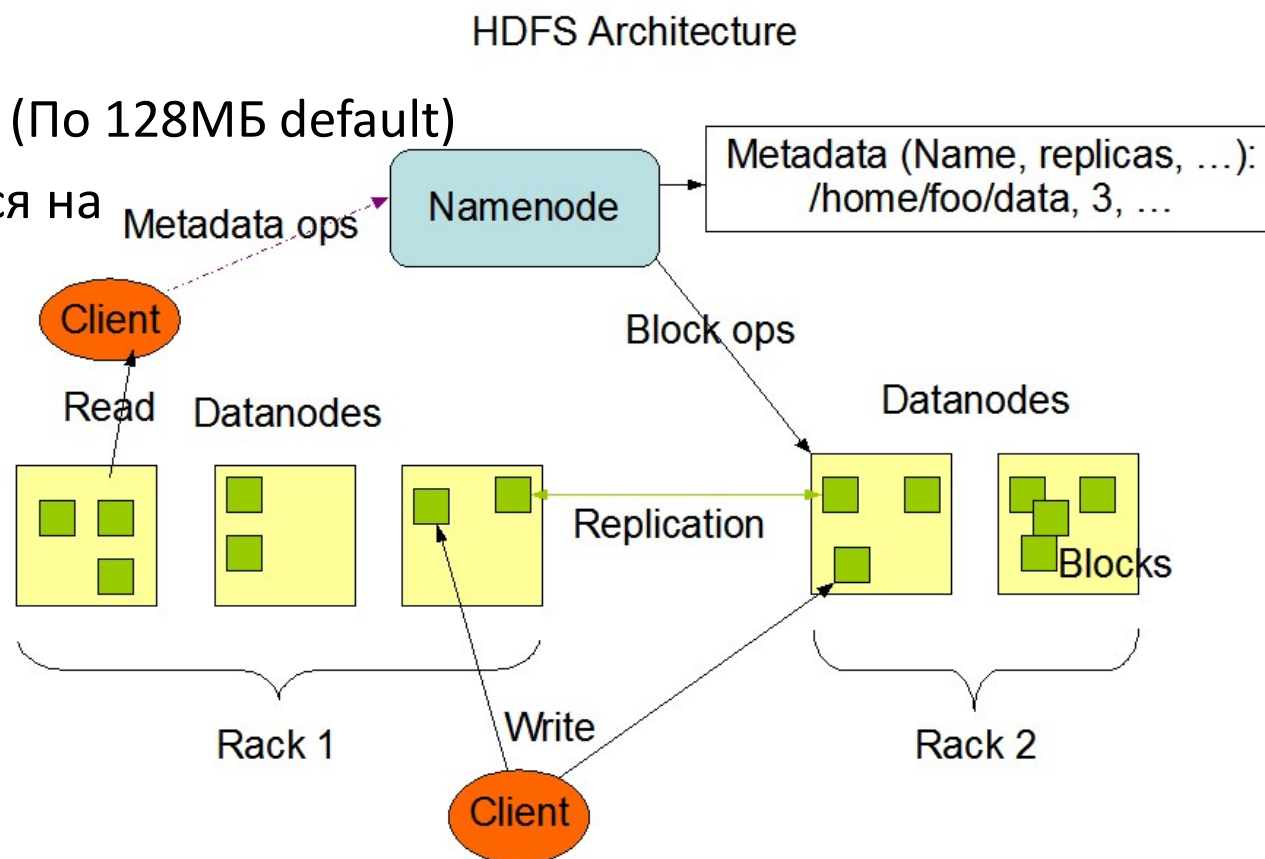 HDFS Architecture
(По 128МБ default)
ся на
Metadata (Name, replicas, …):
/home/foo/data, 3, …
Namenode
Metadata ops
Client
Block ops
Read
Datanodes
Datanodes
Replication
Blocks
Write
Rack 1
Rack 2
Client